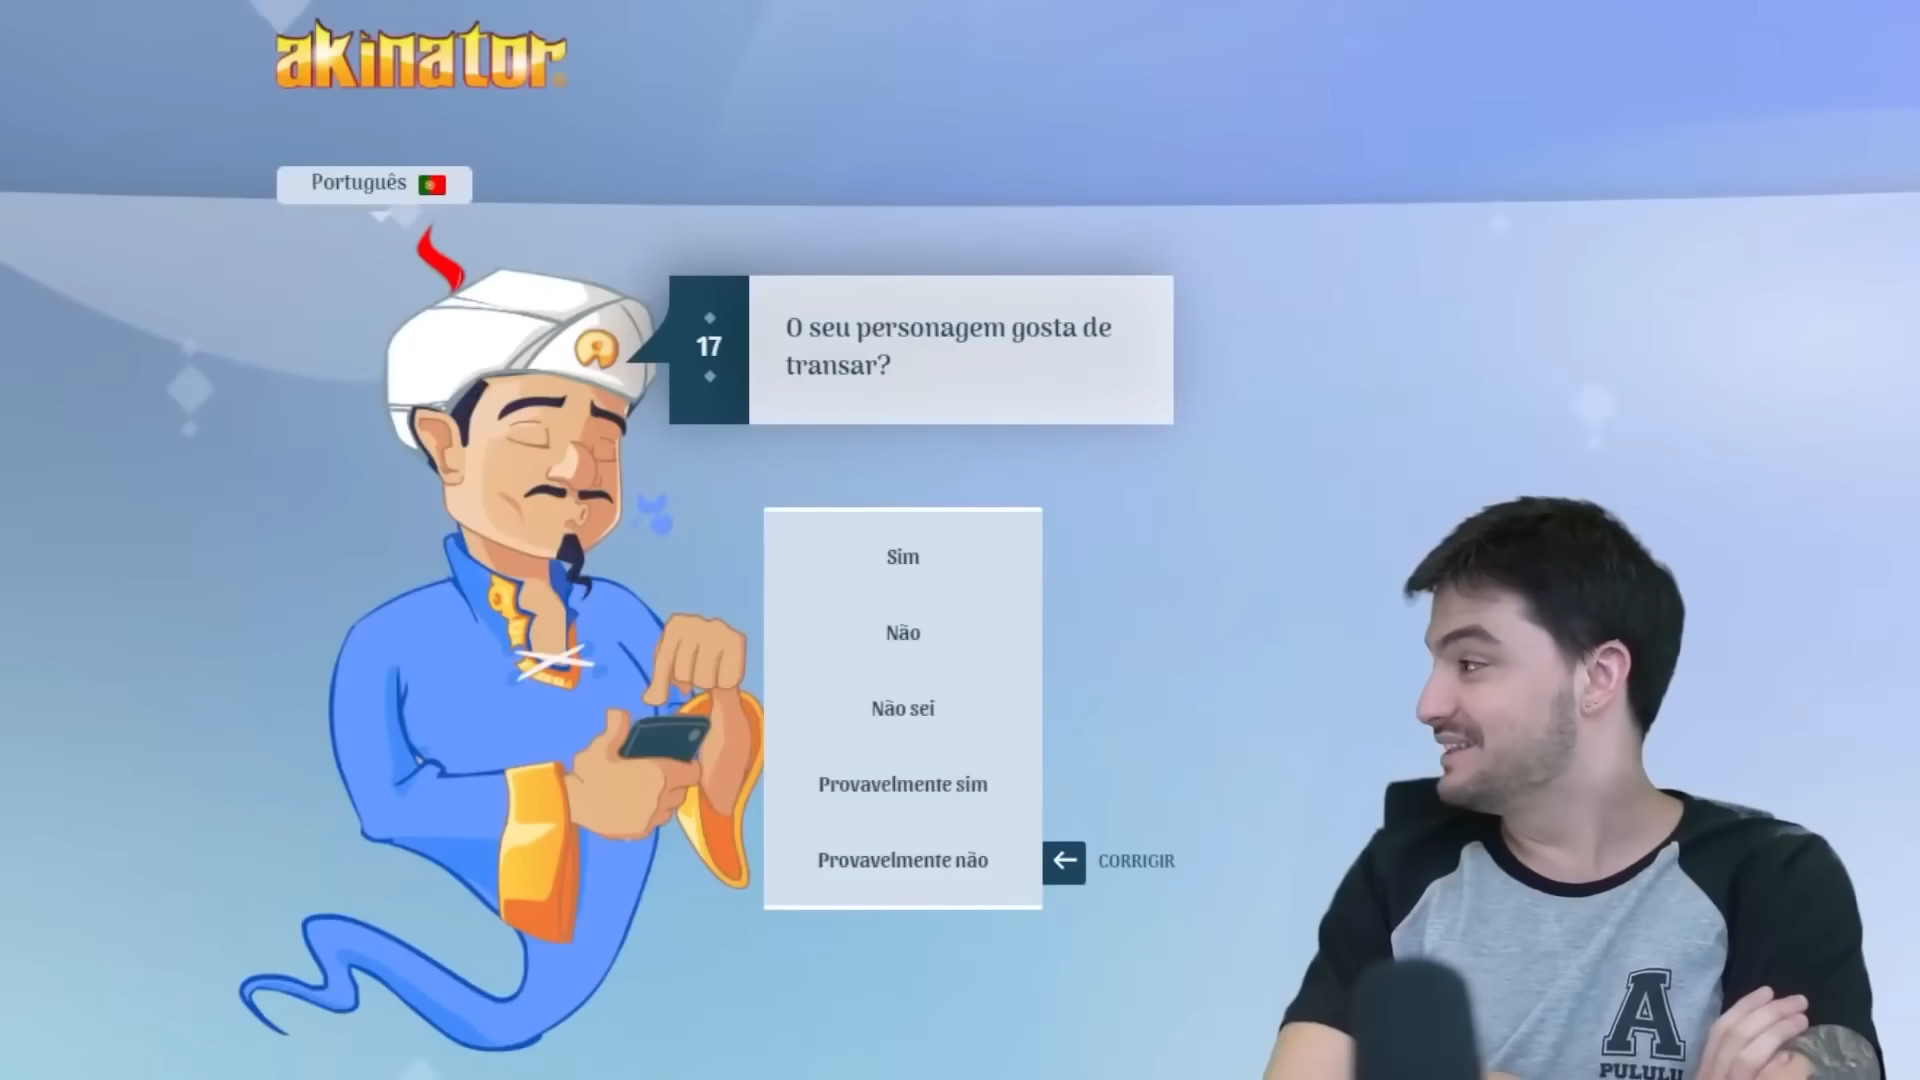 akinator
Português
17
O seu personagem gosta de
transar?
Sim
Não
Não sei
Provavelmente sim
Provavelmente não
CORRIGIR
A
PULULU